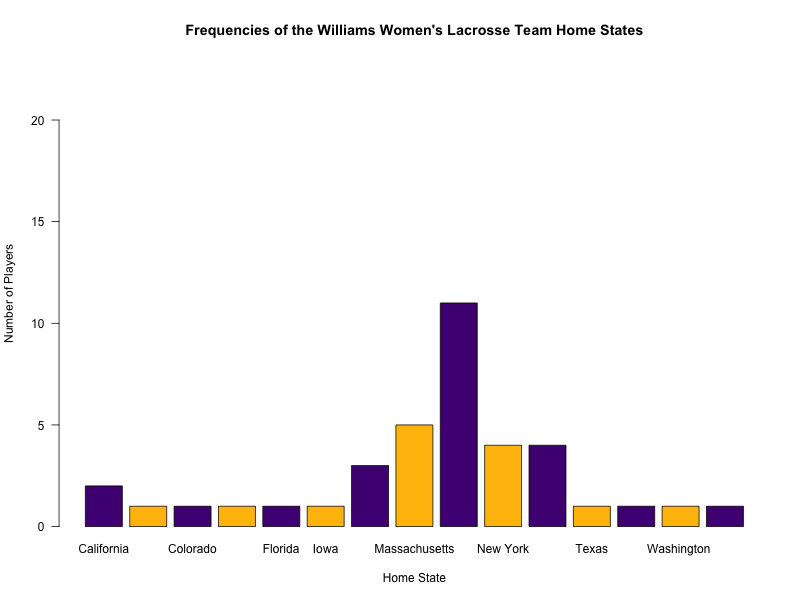 Frequencies of the Williams Women's Lacrosse Team Home States
Number of Players
20
15
10
5
0
California Colorado Florida Iowa Massachusetts New York Texas Washington
Home State